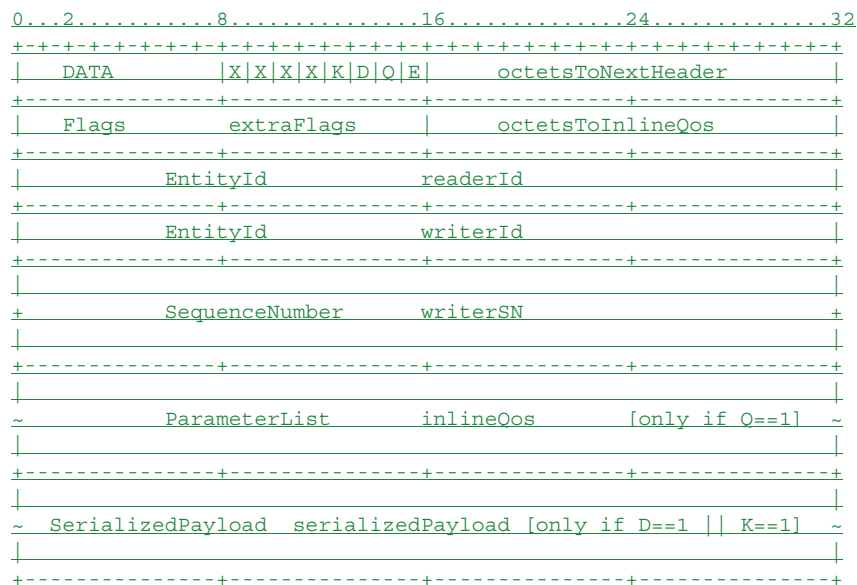 0...2...........8...............16..............24..............32
+-+-+-+-+-+-+-+-+-+-+-+-+-+-+-+-+-+-+-+-+-+-+-+-+-+-+-+-+-+-+-+-+
|   DATA        |X|X|X|X|K|D|Q|E|     octetsToNextHeader        |
+---------------+---------------+---------------+---------------+
|   Flags        extraFlags     |     octetsToInlineQos         |
+---------------+---------------+---------------+---------------+
|           EntityId            readerId                        |
+---------------+---------------+---------------+---------------+
|           EntityId            writerId                        |
+---------------+---------------+---------------+---------------+
|                                                               |
+           SequenceNumber      writerSN                        +
|                                                               |
+---------------+---------------+---------------+---------------+
|                                                               |
~           ParameterList       inlineQos       [only if Q==1]  ~
|                                                               |
+---------------+---------------+---------------+---------------+
|                                                               |
~  SerializedPayload  serializedPayload [only if D==1 || K==1]  ~
|                                                               |
+---------------+---------------+---------------+---------------+